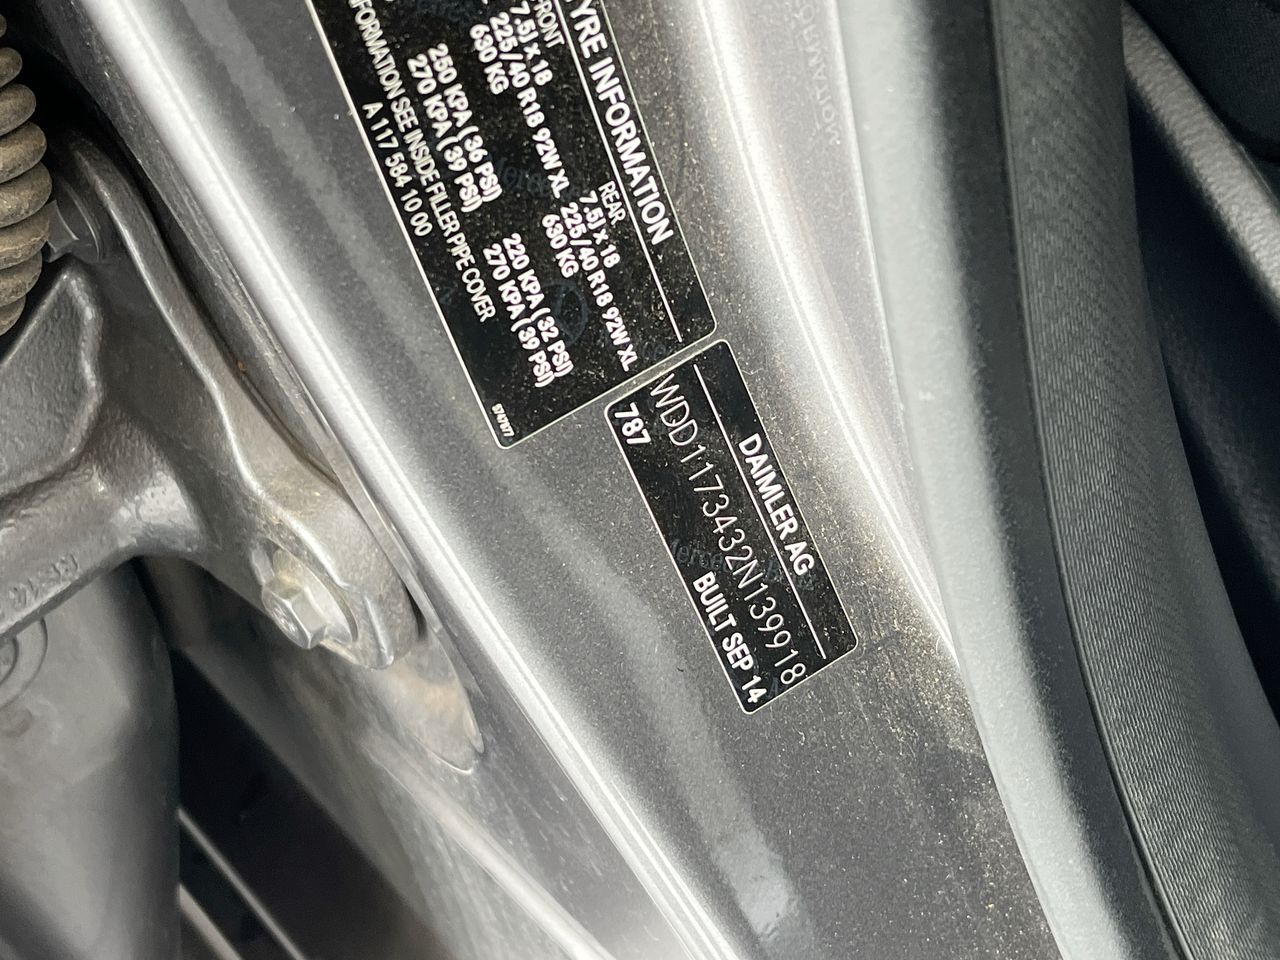 TYRE INFORMATION
FRONT REAR
7.5J x 18 7.5J x 18
225/40 R18 92W XL 225/40 R18 92W XL
630 KG 630 KG
250 KPA ( 36 PSI) 220 KPA ( 32 PSI)
270 KPA ( 39 PSI) 270 KPA ( 39 PSI)
INFORMATION SEE INSIDE FILLER PIPE COVER
A 117 584 10 00
DAIMLER AG
WDD1173432N139918
787 BUILT SEP 14